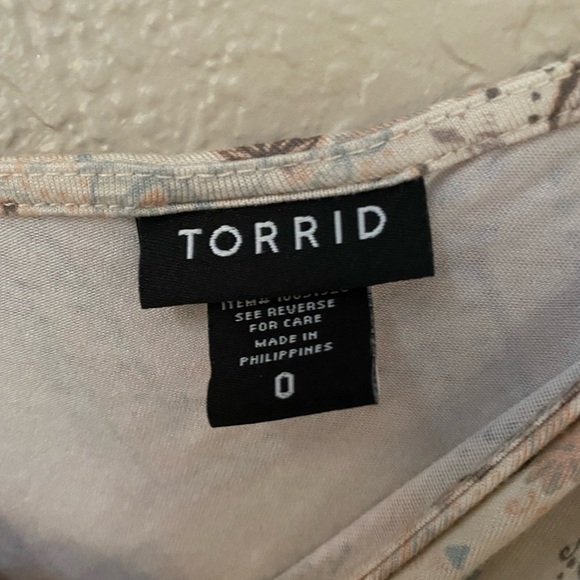 TORRID
ITEM#
SEE REVERSE
FOR CARE
MADE IN
PHILIPPINES
0